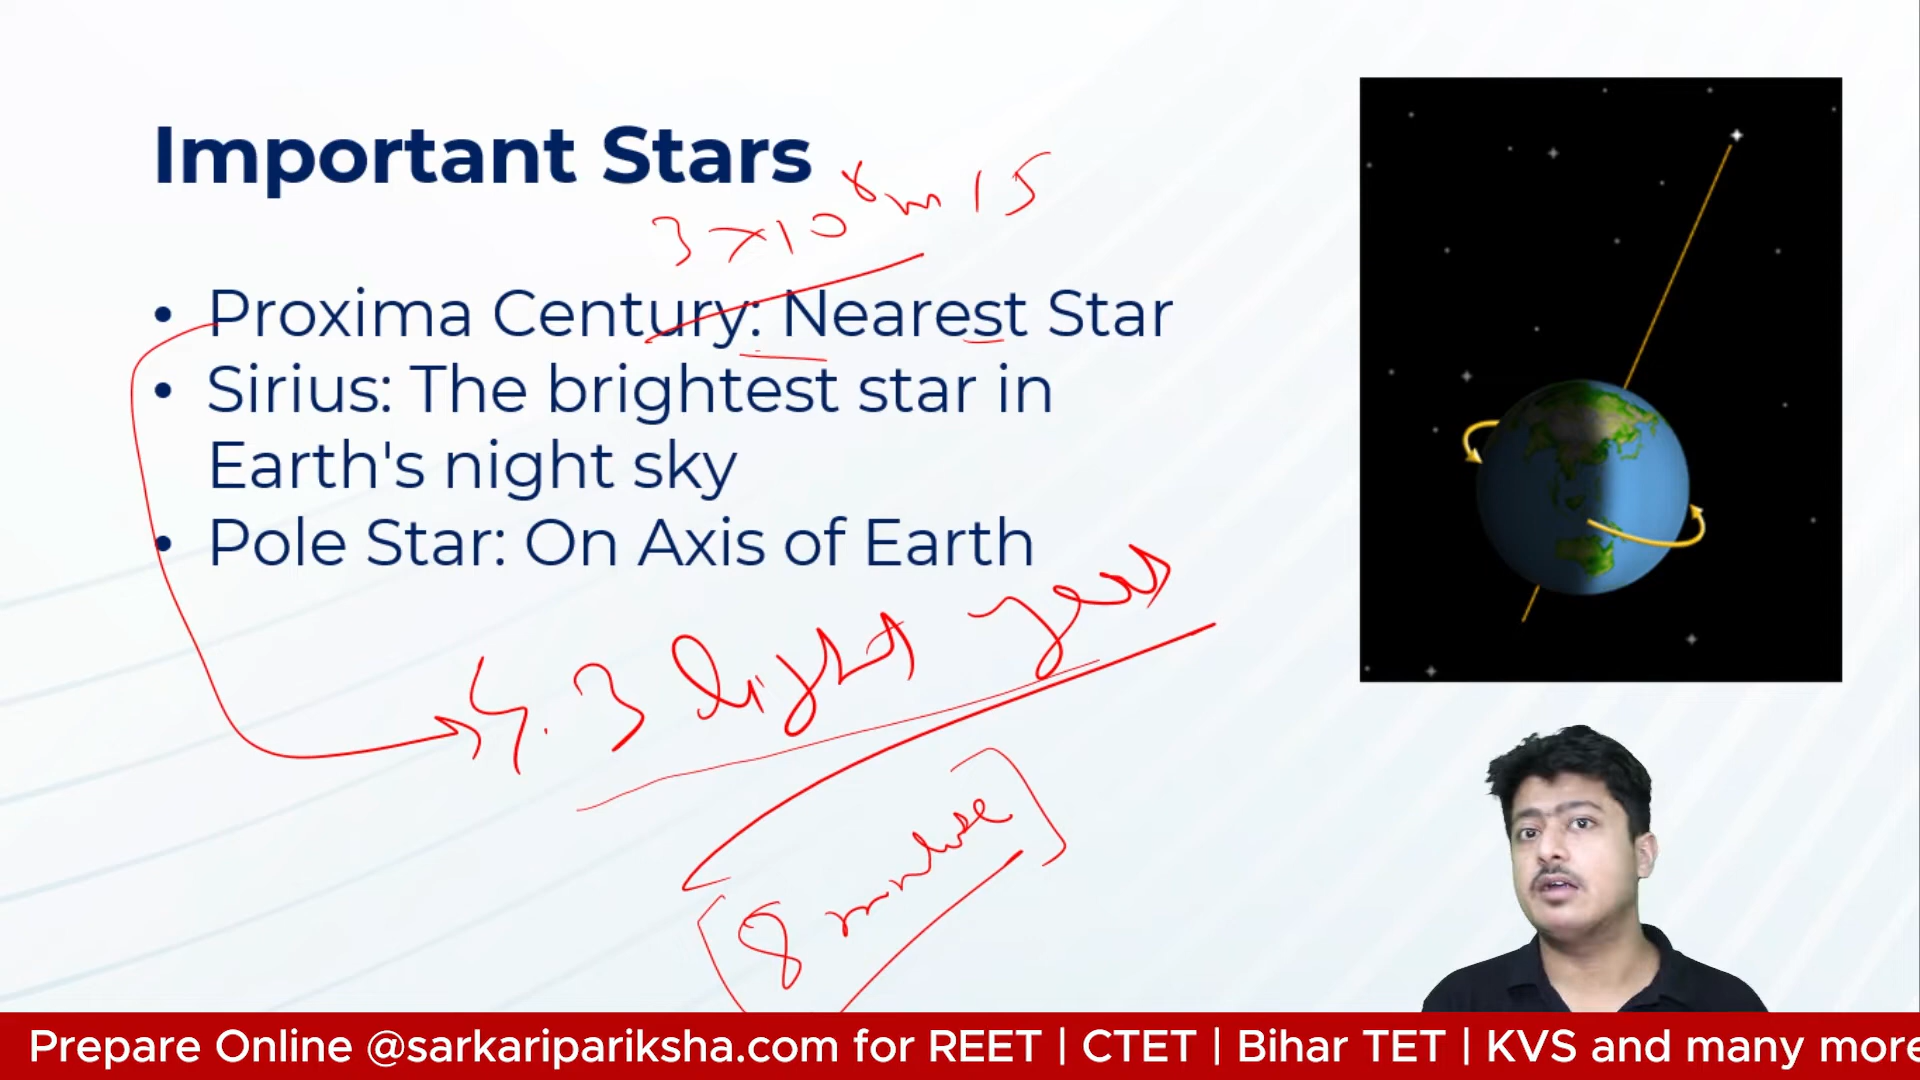 Important Stars
3×10⁸ m/s
• Proxima Century: Nearest Star
• Sirius: The brightest star in
Earth's night sky
• Pole Star: On Axis of Earth
4.3 light years
8 minute
Prepare Online @sarkaripariksha.com for REET | CTET | Bihar TET | KVS and many more